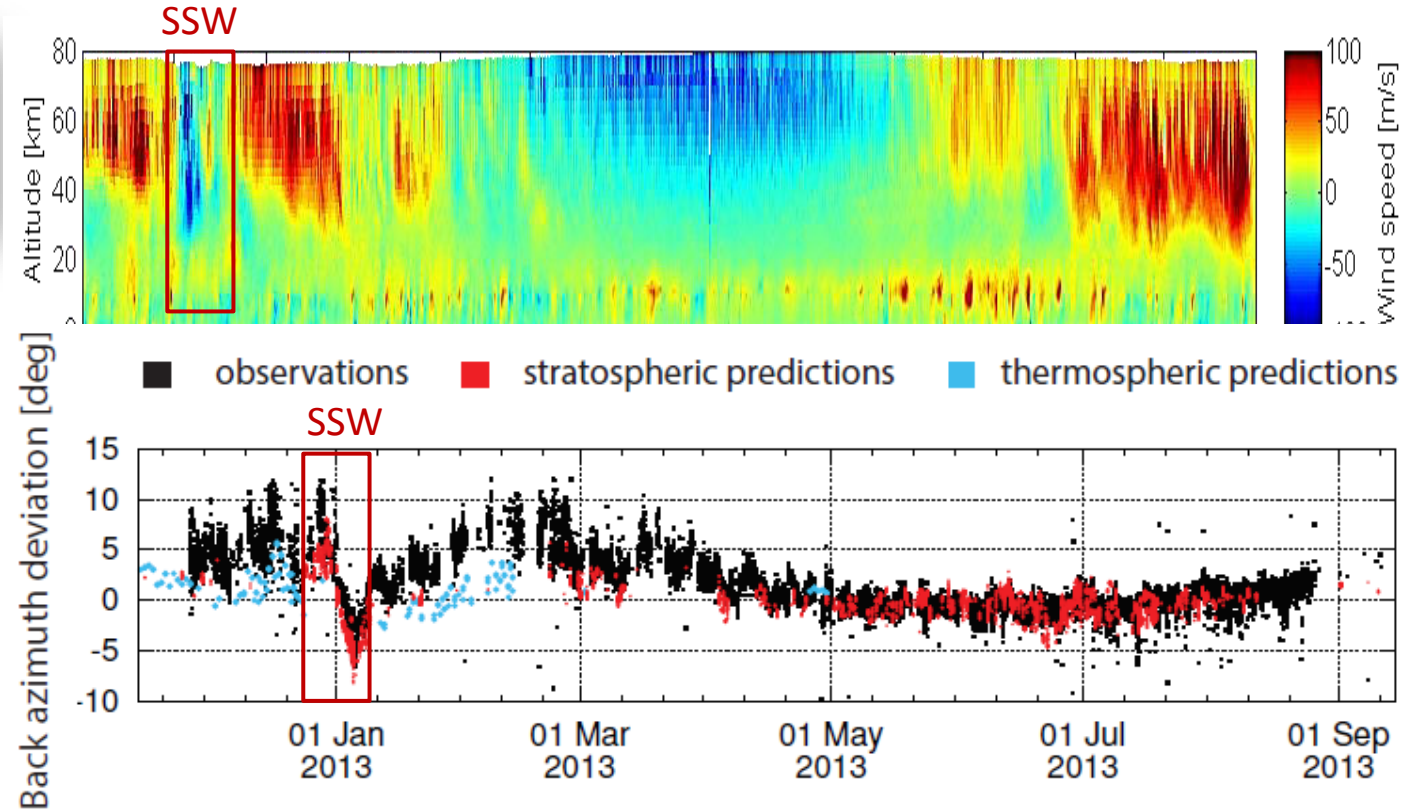 SSW
80
60
40
20
0
Altitude [km]
100
50
0
-50
Wind speed [m/s]
observations
stratospheric predictions
thermospheric predictions
SSW
Back azimuth deviation [deg]
15
10
5
0
-5
-10
01 Jan 01 Mar 01 May 01 Jul 01 Sep
2013 2013 2013 2013 2013